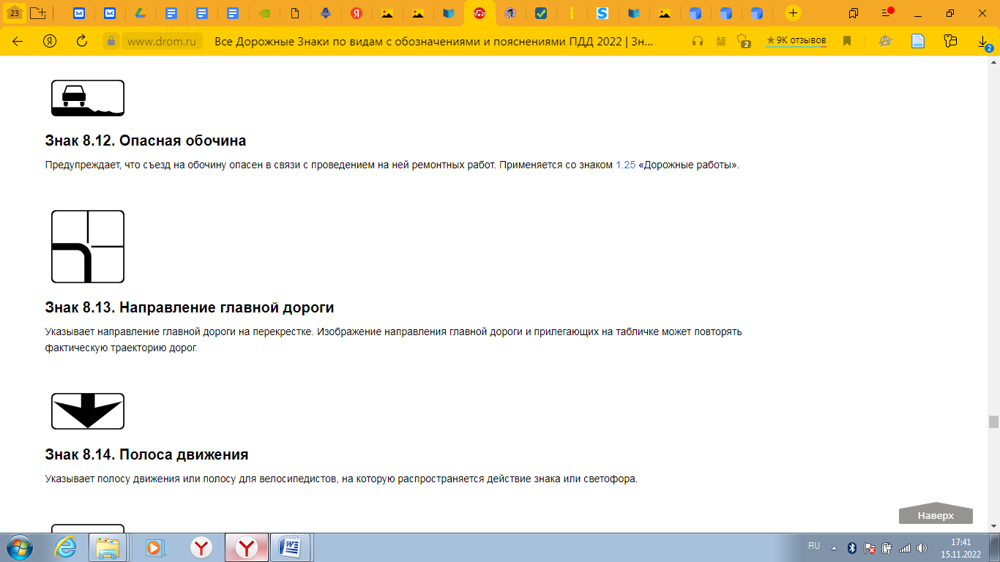 23
www.drom.ru
Все Дорожные Знаки по видам с обозначениями и пояснениями ПДД 2022 | Зн...
2
★ 9K отзывов
2
Знак 8.12. Опасная обочина
Предупреждает, что съезд на обочину опасен в связи с проведением на ней ремонтных работ. Применяется со знаком 1.25 «Дорожные работы».
Знак 8.13. Направление главной дороги
Указывает направление главной дороги на перекрестке. Изображение направления главной дороги и прилегающих на табличке может повторять
фактическую траекторию дорог.
Знак 8.14. Полоса движения
Указывает полосу движения или полосу для велосипедистов, на которую распространяется действие знака или светофора.
Наверх
RU
17:41
15.11.2022